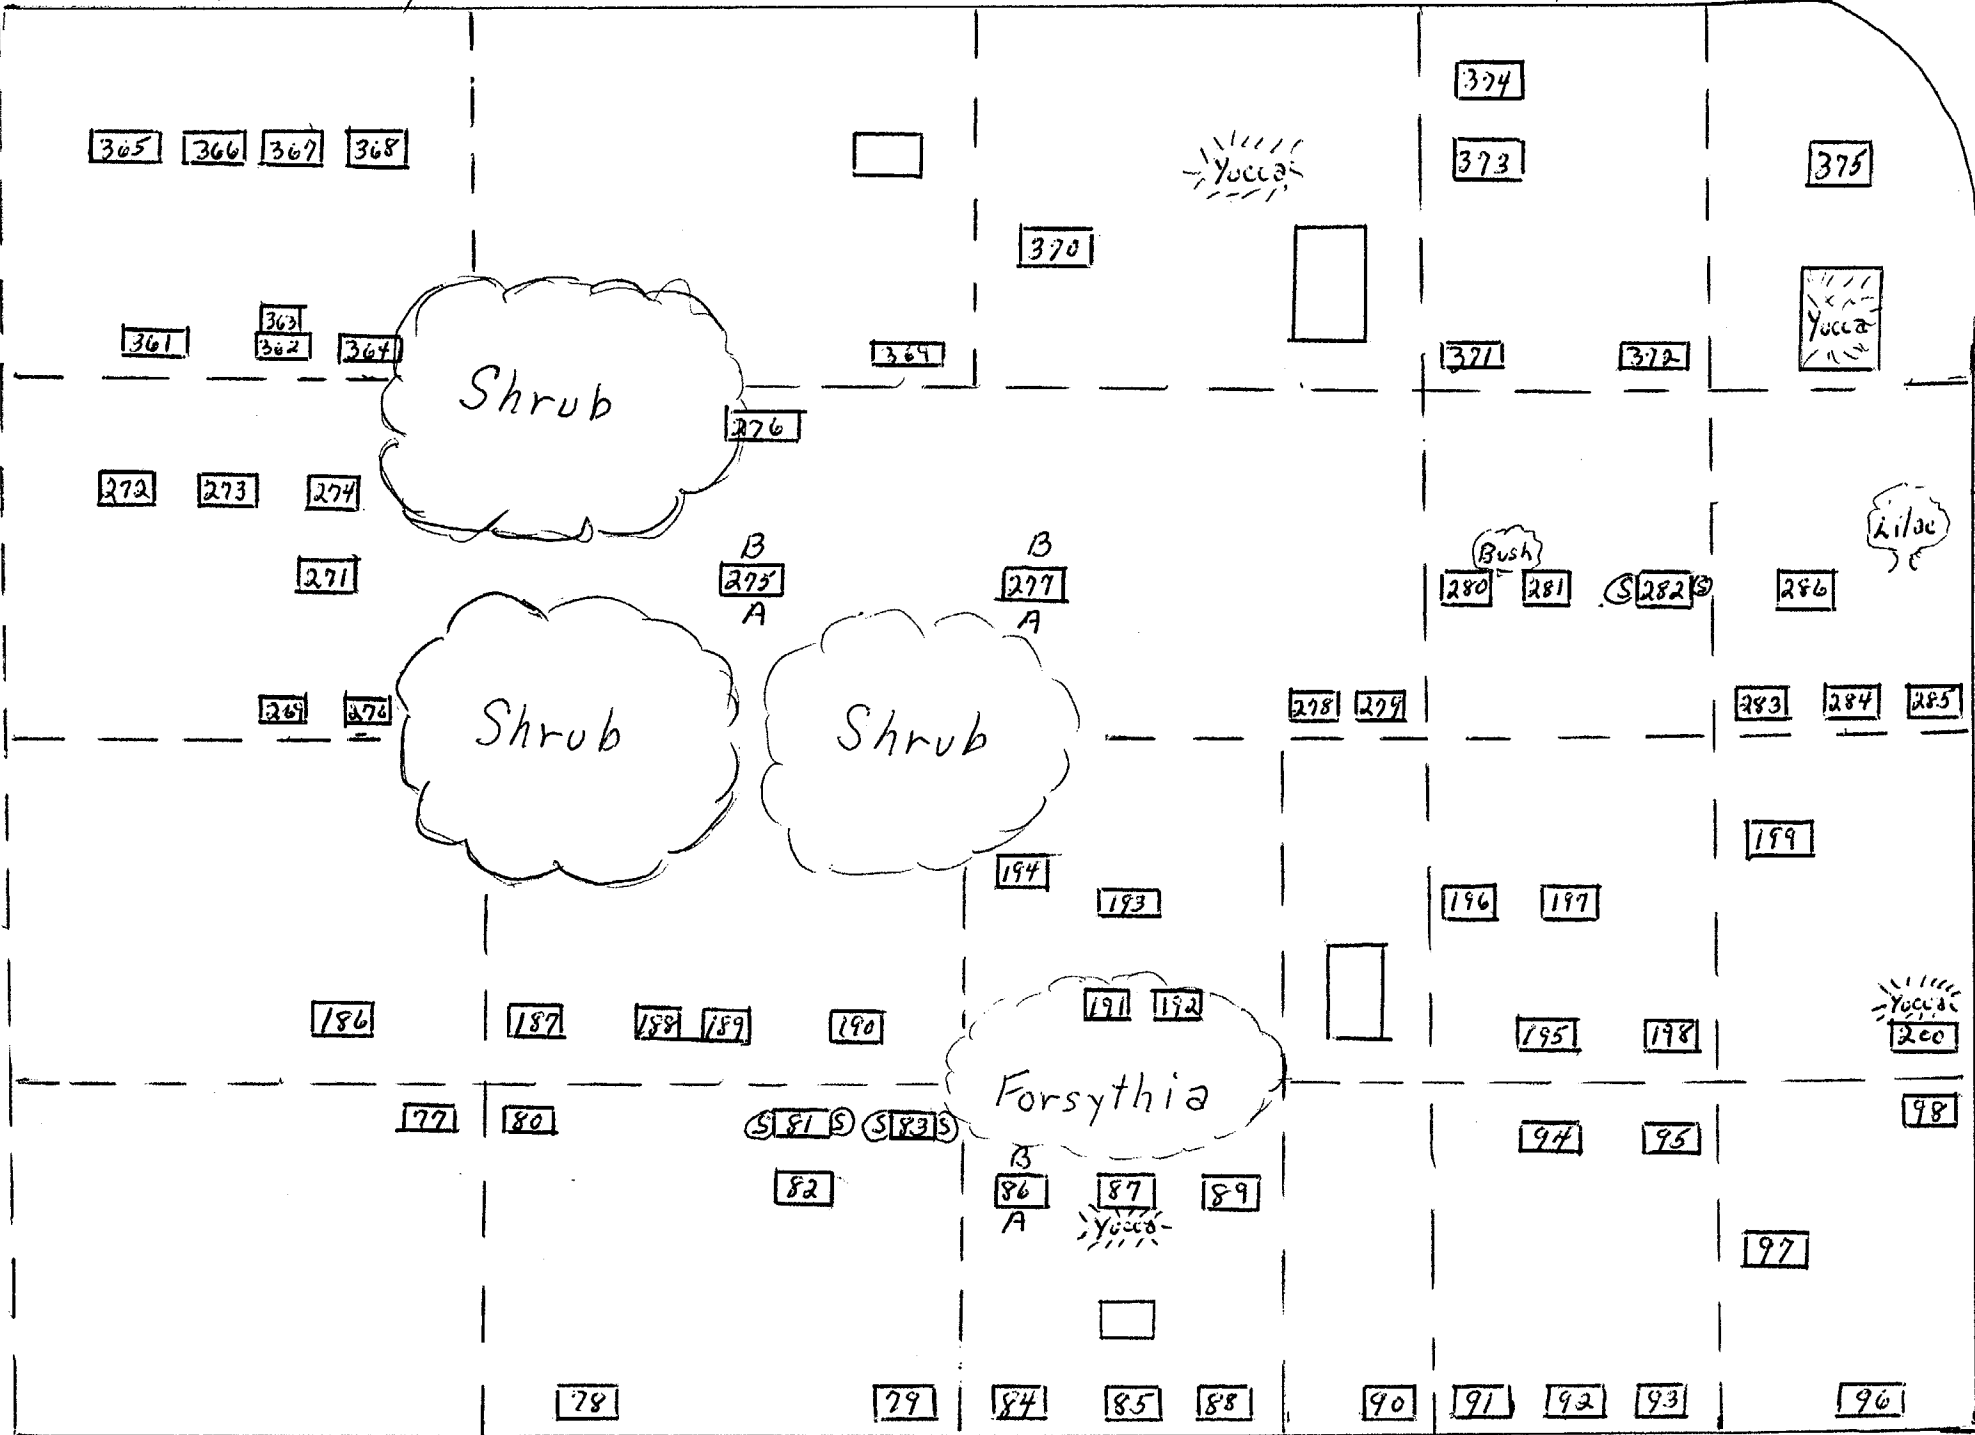 374
365 366 367 368 Yucca 373 375
370
363
361 362 364 369 371 372 Yucca
Shrub
276
272 273 274 Lilac
B B Bush
271 275 277 280 281 S 282 S 286
A A
269 270 Shrub Shrub 278 279 283 284 285
199
194
193 196 197
191 192 Yucca
186 187 188 189 190 195 198 200
Forsythia
77 80 S 81 S S 83 S 94 95 98
B
82 86 87 89
A Yucca
97
78 79 84 85 88 90 91 92 93 96